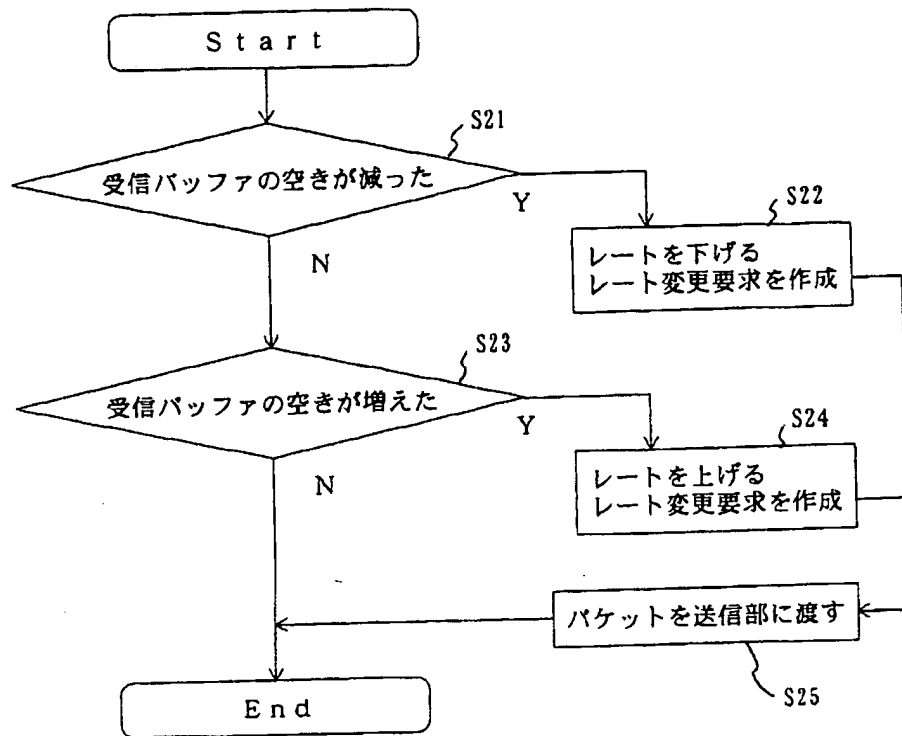 Start
S21
受信バッファの空きが減った
Y
N
S22
レートを下げる
レート変更要求を作成
S23
受信バッファの空きが増えた
Y
N
S24
レートを上げる
レート変更要求を作成
パケットを送信部に渡す
S25
End